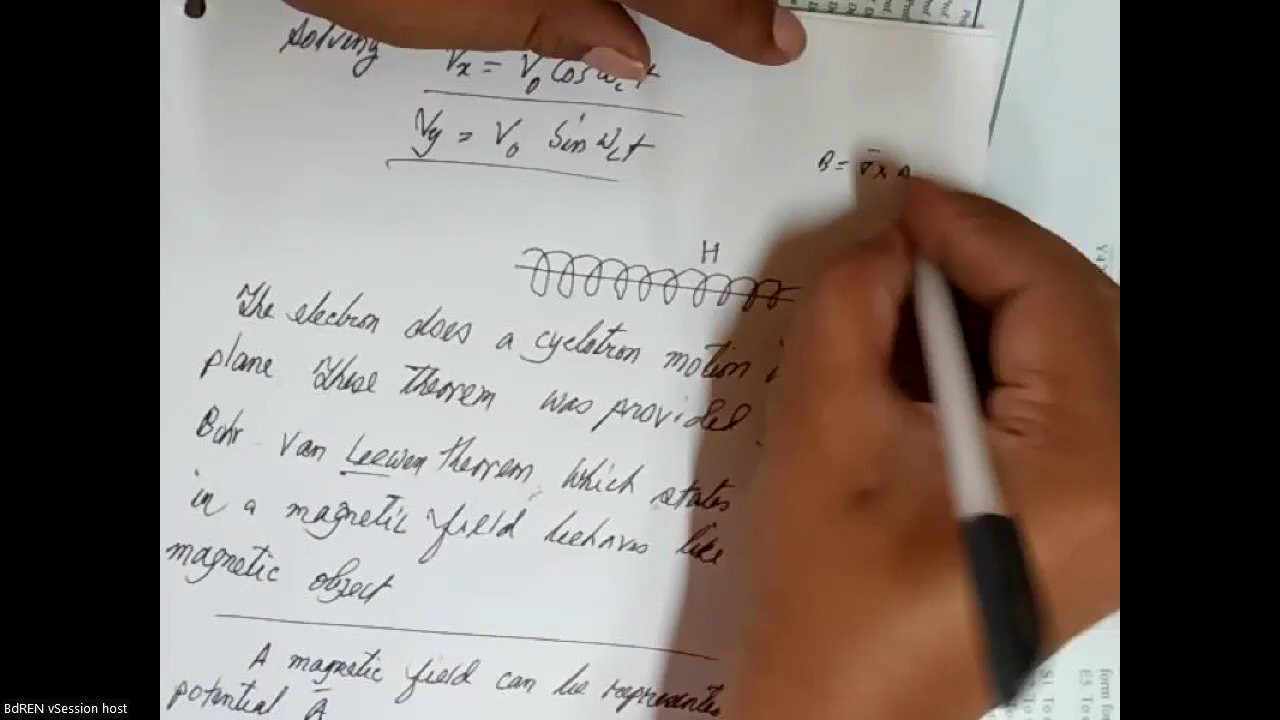 Solving Vx = V0 Cos ωct
Vy = V0 Sin ωct
B = ∇̄ x A
H
The electron does a cyclotron motion i
plane These theorem was provided
Bohr Van Leewen theorem, which states
in a magnetic field behaves like
magnetic object
A magnetic field can be represented
potential Ā
BdREN vSession host